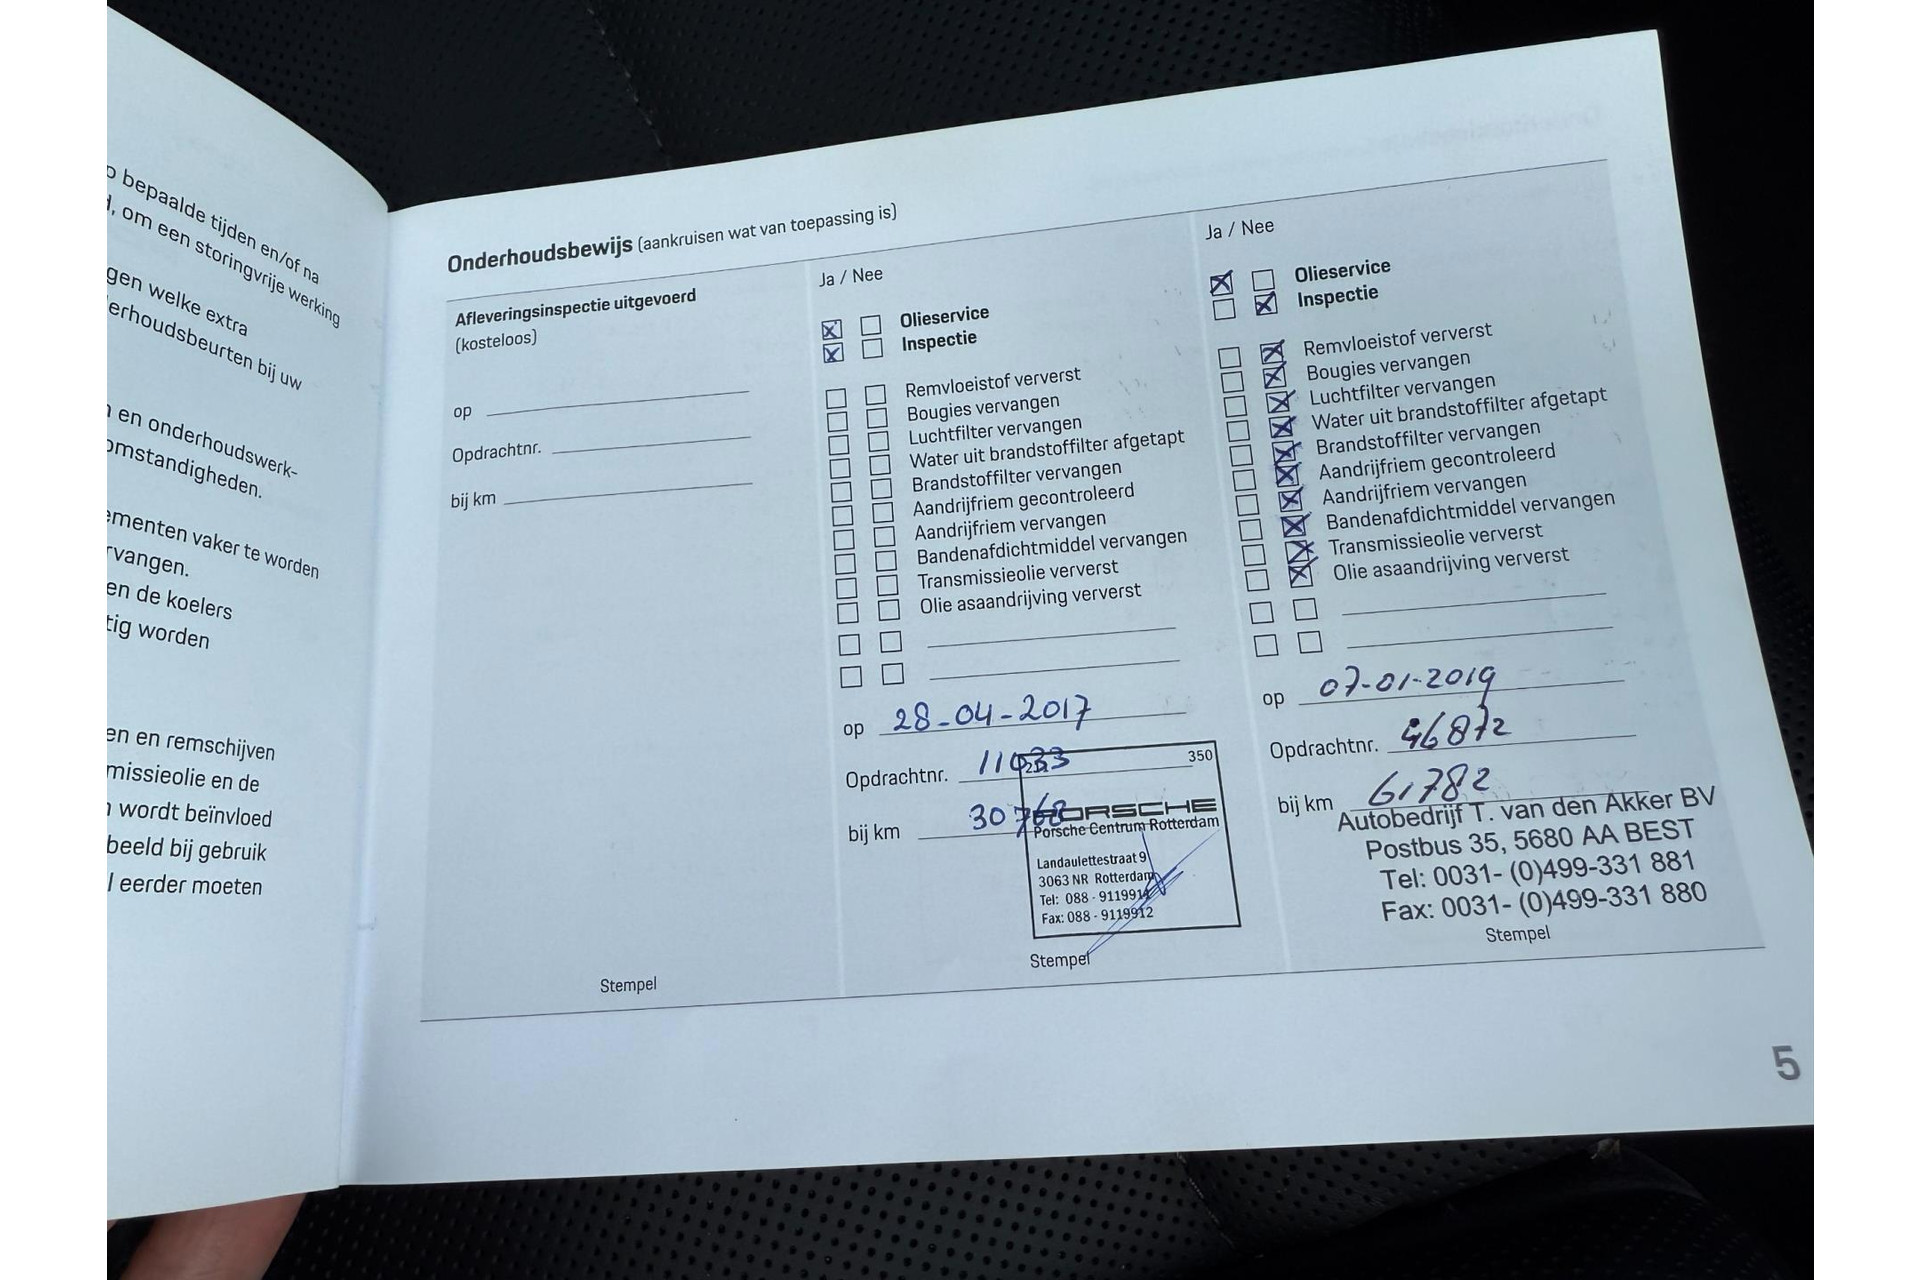 bepaalde tijden en/of na
, om een storingvrije werking
gen welke extra
erhoudsbeurten bij uw
en onderhoudswerk-
omstandigheden.
ementen vaker te worden
rvangen.
en de koelers
tig worden
en en remschijven
missieolie en de
wordt beïnvloed
beeld bij gebruik
l eerder moeten
Onderhoudsbewijs (aankruisen wat van toepassing is)
Afleveringsinspectie uitgevoerd
(kosteloos)
op
Opdrachtnr.
bij km
Stempel
Ja / Nee
Olieservice
Inspectie
Remvloeistof ververst
Bougies vervangen
Luchtfilter vervangen
Water uit brandstoffilter afgetapt
Brandstoffilter vervangen
Aandrijfriem gecontroleerd
Aandrijfriem vervangen
Bandenafdichtmiddel vervangen
Transmissieolie ververst
Olie asaandrijving ververst
op 28-04-2017
Opdrachtnr. 11033
350
bij km 30768
PORSCHE
Porsche Centrum Rotterdam
Landaulettestraat 9
3063 NR Rotterdam
Tel: 088 - 9119914
Fax: 088 - 9119912
Stempel
Ja / Nee
Olieservice
Inspectie
Remvloeistof ververst
Bougies vervangen
Luchtfilter vervangen
Water uit brandstoffilter afgetapt
Brandstoffilter vervangen
Aandrijfriem gecontroleerd
Aandrijfriem vervangen
Bandenafdichtmiddel vervangen
Transmissieolie ververst
Olie asaandrijving ververst
op 07-01-2019
Opdrachtnr. 46872
bij km 61782
Autobedrijf T. van den Akker BV
Postbus 35, 5680 AA BEST
Tel: 0031- (0)499-331 881
Fax: 0031- (0)499-331 880
Stempel
5